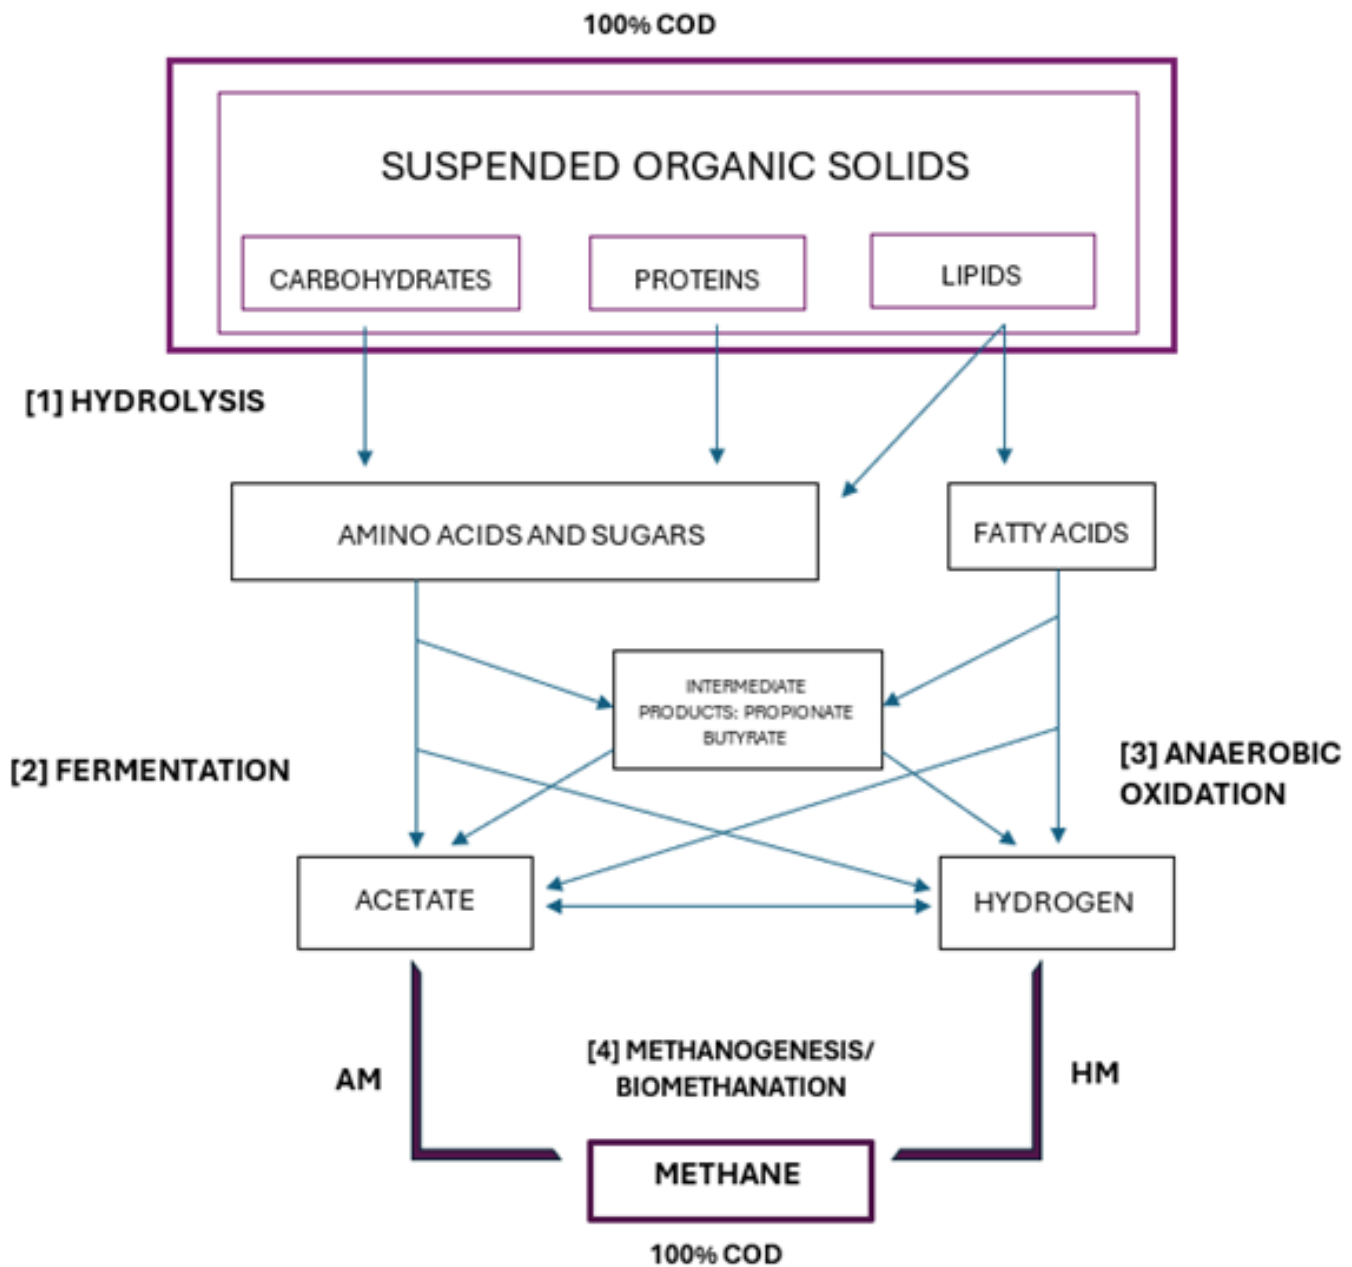 100% COD
SUSPENDED ORGANIC SOLIDS
CARBOHYDRATES
PROTEINS
LIPIDS
[1] HYDROLYSIS
AMINO ACIDS AND SUGARS
FATTY ACIDS
INTERMEDIATE
PRODUCTS: PROPIONATE
BUTYRATE
[2] FERMENTATION
[3] ANAEROBIC
OXIDATION
ACETATE
HYDROGEN
AM
[4] METHANOGENESIS/
BIOMETHANATION
HM
METHANE
100% COD